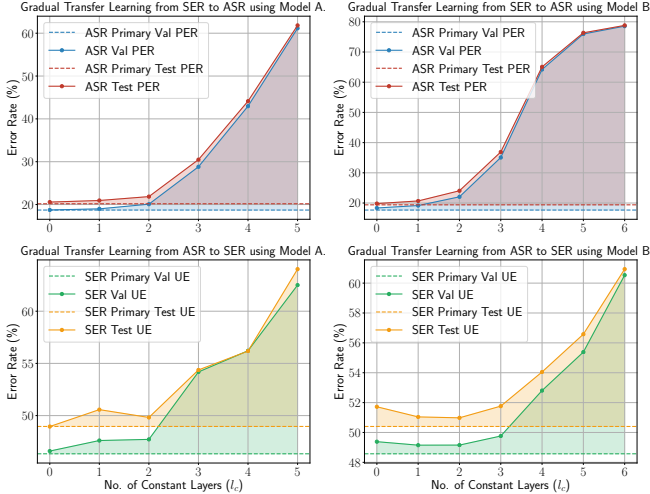 Gradual Transfer Learning from SER to ASR using Model A.
Error Rate (%)
60
50
40
30
20
ASR Primary Val PER
ASR Val PER
ASR Primary Test PER
ASR Test PER
0 1 2 3 4 5
Gradual Transfer Learning from SER to ASR using Model B
Error Rate (%)
80
70
60
50
40
30
20
ASR Primary Val PER
ASR Val PER
ASR Primary Test PER
ASR Test PER
0 1 2 3 4 5 6
Gradual Transfer Learning from ASR to SER using Model A.
Error Rate (%)
60
55
50
SER Primary Val UE
SER Val UE
SER Primary Test UE
SER Test UE
0 1 2 3 4 5
No. of Constant Layers (l_c)
Gradual Transfer Learning from ASR to SER using Model B
Error Rate (%)
60
58
56
54
52
50
48
SER Primary Val UE
SER Val UE
SER Primary Test UE
SER Test UE
0 1 2 3 4 5 6
No. of Constant Layers (l_c)